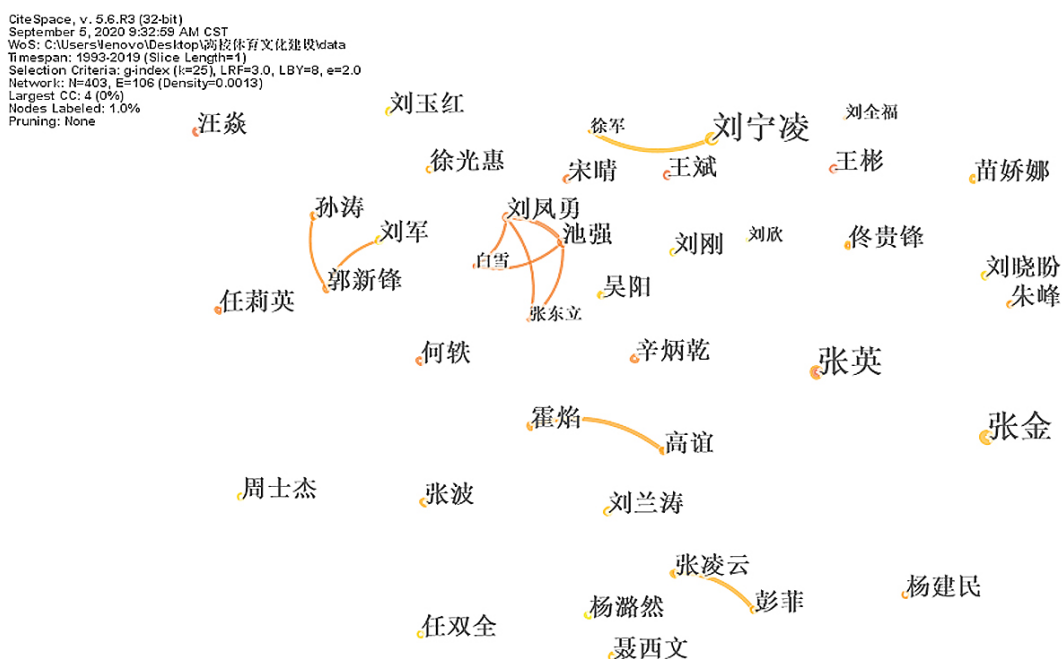 CiteSpace, v. 5.6.R3 (32-bit)
September 5, 2020 9:32:59 AM CST
WoS: C:\Users\lenovo\Desktop\高校体育文化建设\data
Timespan: 1993-2019 (Slice Length=1)
Selection Criteria: g-index (k=25), LRF=3.0, LBY=8, e=2.0
Network: N=403, E=106 (Density=0.0013)
Largest CC: 4 (0%)
Nodes Labeled: 1.0%
Pruning: None
刘玉红
汪焱
徐军
刘宁凌
刘全福
徐光惠
宋晴
王斌
王彬
苗娇娜
孙涛
刘凤勇
刘军
池强
刘刚
刘欣
佟贵锋
白雪
郭新锋
刘晓盼
吴阳
朱峰
任莉英
张东立
何轶
辛炳乾
张英
霍焰
高谊
张金
周士杰
张波
刘兰涛
张凌云
彭菲
杨建民
杨潞然
任双全
聂西文